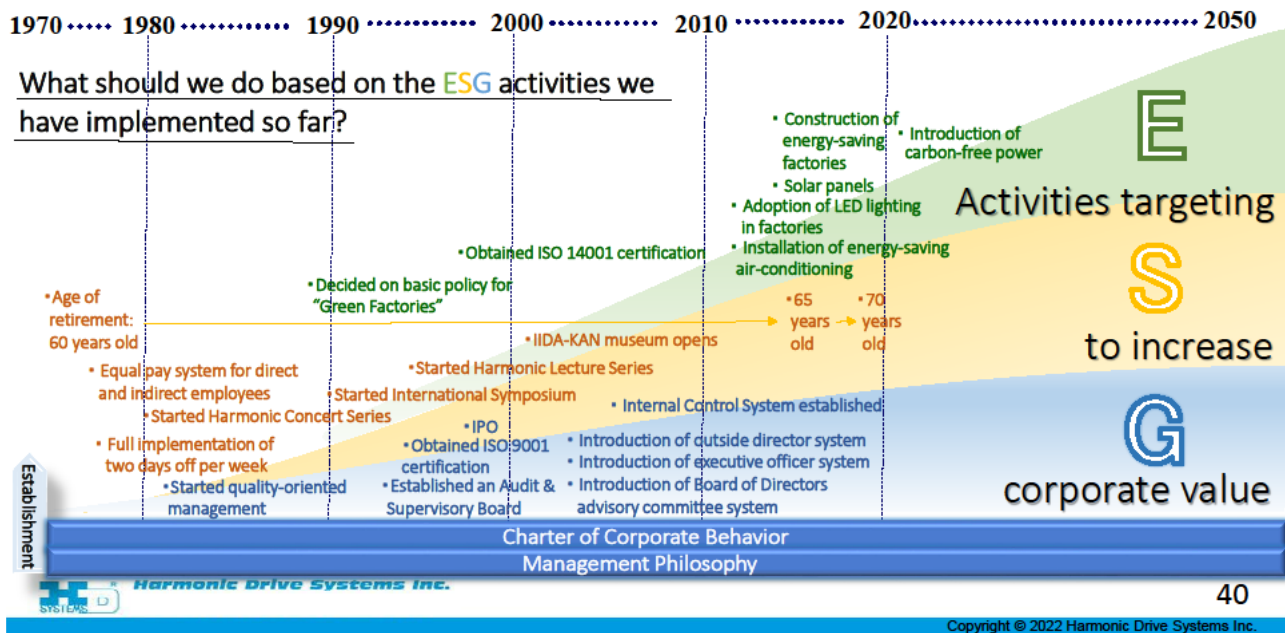 1970 1980 1990 2000 2010 2020 2050
What should we do based on the ESG activities we
have implemented so far?
• Construction of
energy-saving
factories
• Introduction of
carbon-free power
• Solar panels
• Adoption of LED lighting
in factories
• Installation of energy-saving
air-conditioning
• Obtained ISO 14001 certification
• Decided on basic policy for
“Green Factories”
E
Activities targeting
S
to increase
G
corporate value
• Age of
retirement:
60 years old
• 65
years
old
• 70
years
old
• IIDA-KAN museum opens
• Equal pay system for direct
and indirect employees
• Started Harmonic Lecture Series
• Started International Symposium
• Started Harmonic Concert Series
• Full implementation of
two days off per week
• Internal Control System established
• IPO
• Obtained ISO 9001
certification
• Introduction of outside director system
• Introduction of executive officer system
• Started quality-oriented
management
• Established an Audit &
Supervisory Board
• Introduction of Board of Directors
advisory committee system
Establishment
Charter of Corporate Behavior
Management Philosophy
H D
SYSTEMS
®
Harmonic Drive Systems Inc.
40
Copyright © 2022 Harmonic Drive Systems Inc.